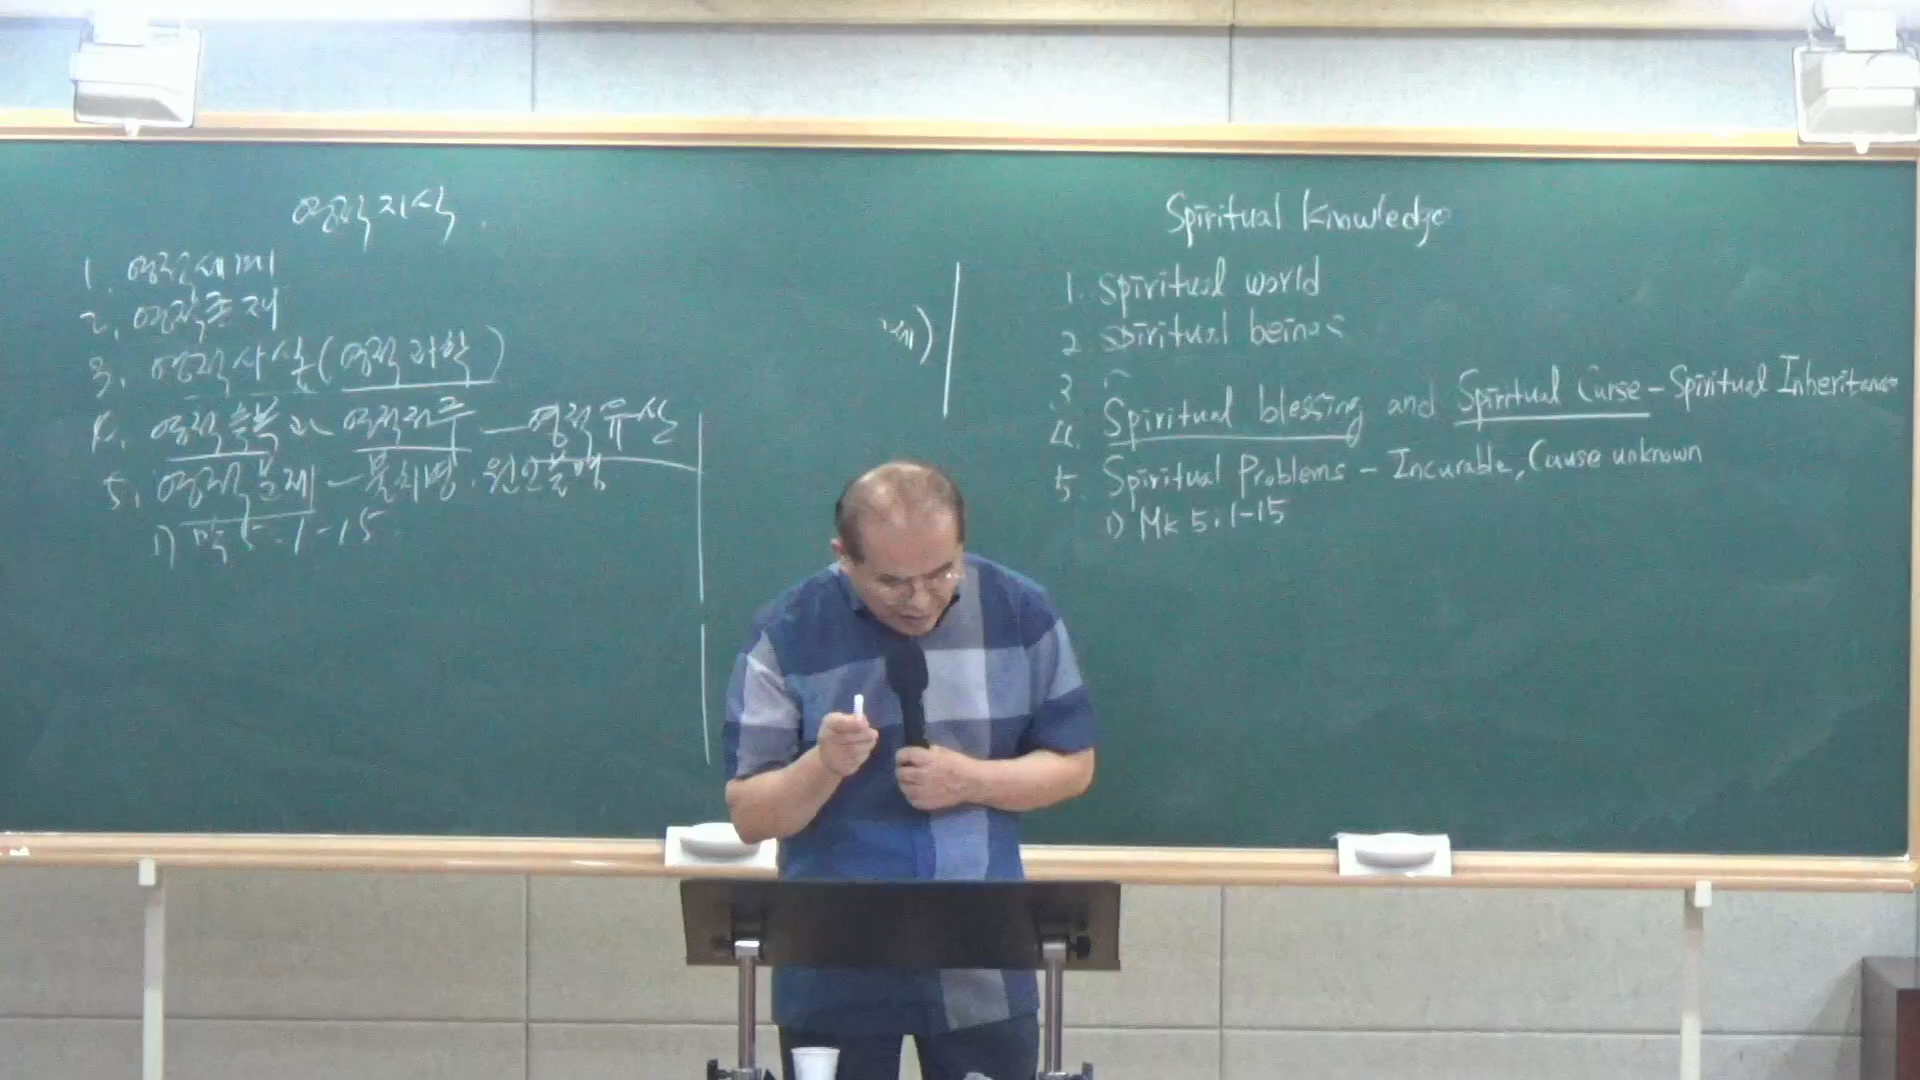 영적지식.
1. 영적세계
2. 영적존재
3. 영적사실(영적과학)
4. 영적축복과 영적저주 — 영적유산
5. 영적문제 — 불치병. 원인불명
1) 막 5:1-15
Spiritual Knowledge
1. Spiritual world
2 Spiritual beings
3
4. Spiritual blessing and Spiritual Curse - Spiritual Inheritance
5. Spiritual Problems - Incurable, Cause unknown
1) Mk 5:1-15